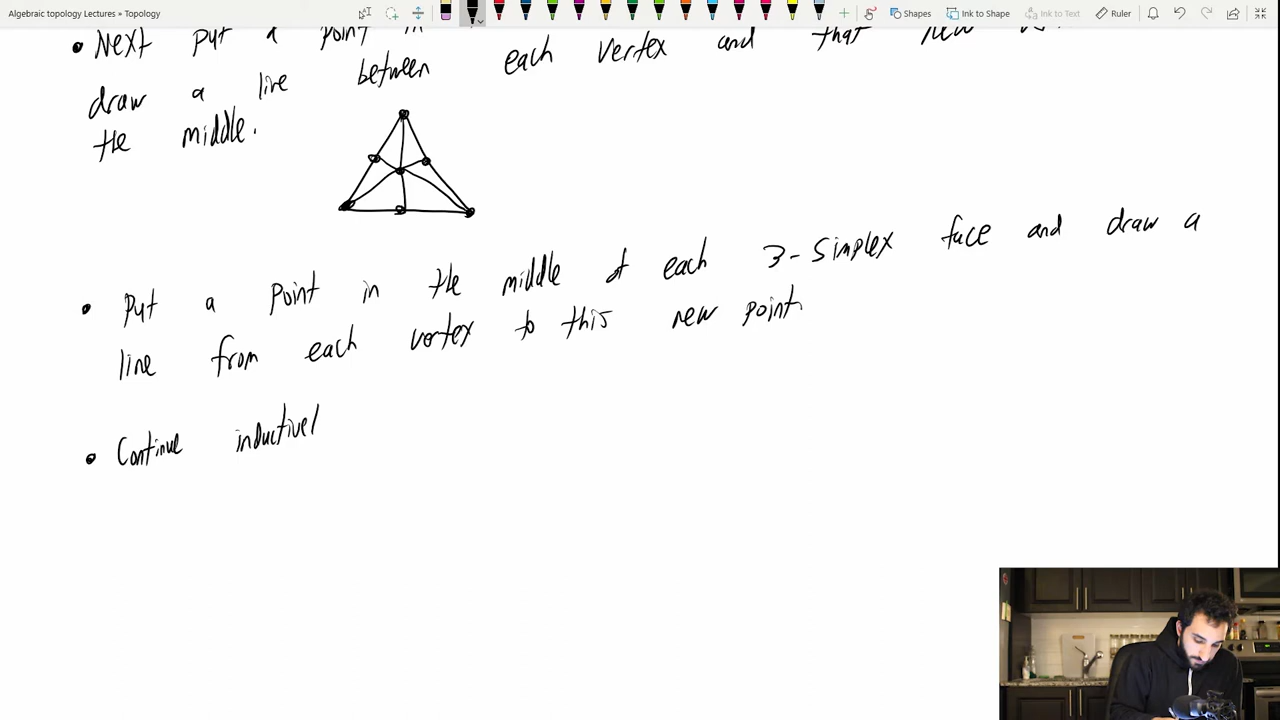 Algebraic topology Lectures » Topology
Shapes
Ink to Shape
Ink to Text
Ruler
• Next put a point in each vertex and that new
draw a line between
the middle.
• Put a point in the middle of each 3-simplex face and draw a
line from each vertex to this new point
• Continue inductivel